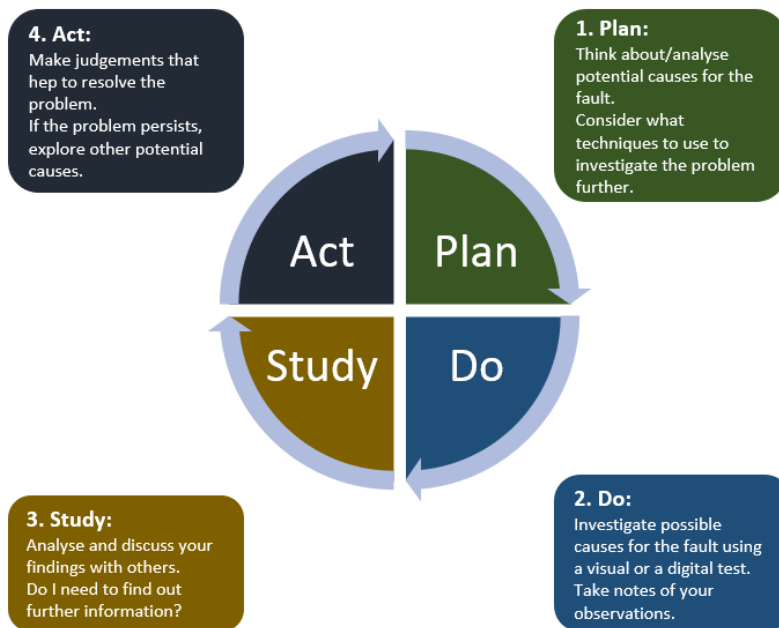 4. Act:
Make judgements that
hep to resolve the
problem.
If the problem persists,
explore other potential
causes.
1. Plan:
Think about/analyse
potential causes for the
fault.
Consider what
techniques to use to
investigate the problem
further.
Act
Plan
Study
Do
3. Study:
Analyse and discuss your
findings with others.
Do I need to find out
further information?
2. Do:
Investigate possible
causes for the fault using
a visual or a digital test.
Take notes of your
observations.